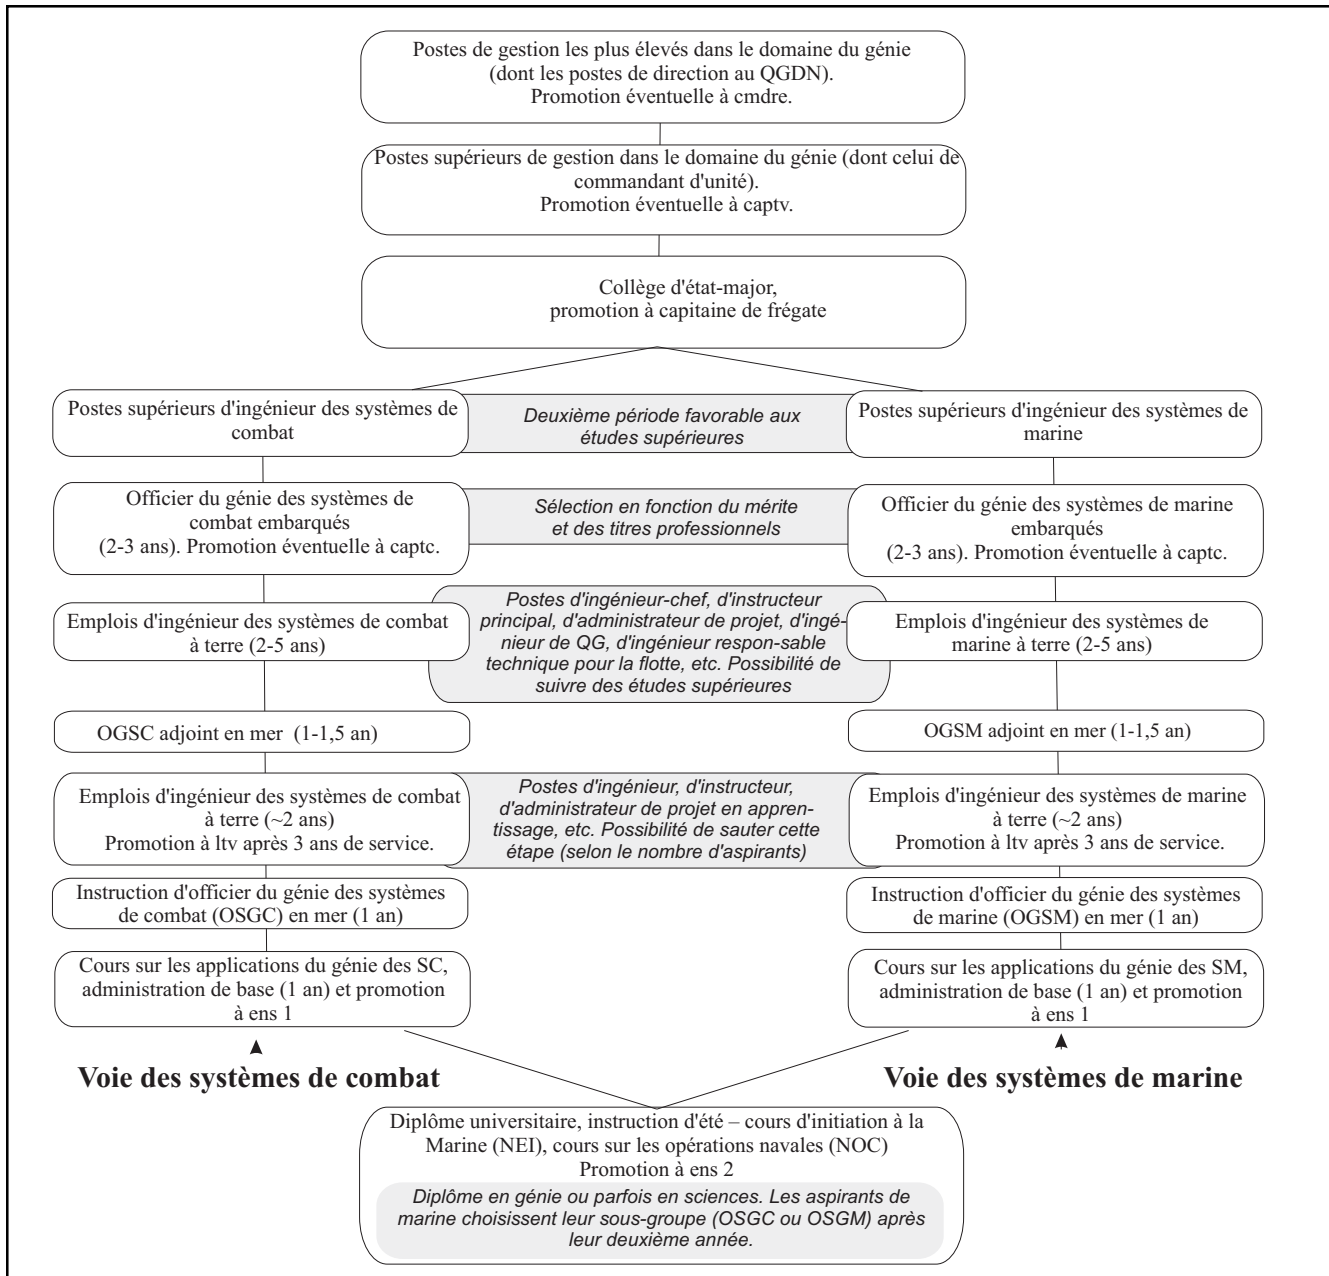 Postes de gestion les plus élevés dans le domaine du génie
(dont les postes de direction au QGDN).
Promotion éventuelle à cmdre.
Postes supérieurs de gestion dans le domaine du génie (dont celui de
commandant d'unité).
Promotion éventuelle à captv.
Collège d'état-major,
promotion à capitaine de frégate
Postes supérieurs d'ingénieur des systèmes de
combat
Deuxième période favorable aux
études supérieures
Postes supérieurs d'ingénieur des systèmes de
marine
Officier du génie des systèmes de
combat embarqués
(2-3 ans). Promotion éventuelle à captc.
Sélection en fonction du mérite
et des titres professionnels
Officier du génie des systèmes de marine
embarqués
(2-3 ans). Promotion éventuelle à captc.
Emplois d'ingénieur des systèmes de combat
à terre (2-5 ans)
Postes d'ingénieur-chef, d'instructeur
principal, d'administrateur de projet, d'ingé-
nieur de QG, d'ingénieur respon-sable
technique pour la flotte, etc. Possibilité de
suivre des études supérieures
Emplois d'ingénieur des systèmes de
marine à terre (2-5 ans)
OGSC adjoint en mer (1-1,5 an)
OGSM adjoint en mer (1-1,5 an)
Emplois d'ingénieur des systèmes de combat
à terre (~2 ans)
Promotion à ltv après 3 ans de service.
Postes d'ingénieur, d'instructeur,
d'administrateur de projet en appren-
tissage, etc. Possibilité de sauter cette
étape (selon le nombre d'aspirants)
Emplois d'ingénieur des systèmes de marine
à terre (~2 ans)
Promotion à ltv après 3 ans de service.
Instruction d'officier du génie des systèmes
de combat (OSGC) en mer (1 an)
Instruction d'officier du génie des systèmes
de marine (OGSM) en mer (1 an)
Cours sur les applications du génie des SC,
administration de base (1 an) et promotion
à ens 1
Cours sur les applications du génie des SM,
administration de base (1 an) et promotion
à ens 1
Voie des systèmes de combat
Voie des systèmes de marine
Diplôme universitaire, instruction d'été – cours d'initiation à la
Marine (NEI), cours sur les opérations navales (NOC)
Promotion à ens 2
Diplôme en génie ou parfois en sciences. Les aspirants de
marine choisissent leur sous-groupe (OSGC ou OSGM) après
leur deuxième année.